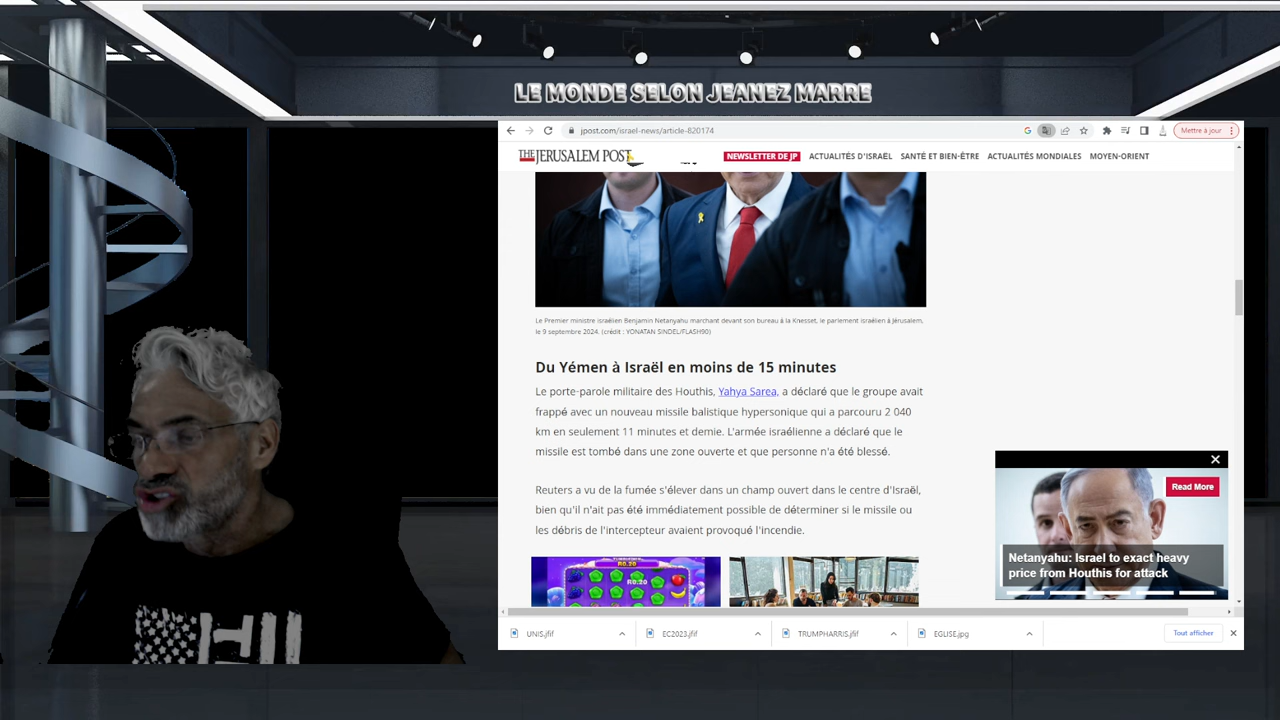 LE MONDE SELON JEANEZ MARRE
jpost.com/israel-news/article-820174
Mettre à jour
THE JERUSALEM POST
NEWSLETTER DE JP
ACTUALITÉS D'ISRAËL
SANTÉ ET BIEN-ÊTRE
ACTUALITÉS MONDIALES
MOYEN-ORIENT
Le Premier ministre israélien Benjamin Netanyahu marchant devant son bureau à la Knesset, le parlement israélien à Jérusalem,
le 9 septembre 2024. (crédit : YONATAN SINDEL/FLASH90)
Du Yémen à Israël en moins de 15 minutes
Le porte-parole militaire des Houthis, Yahya Sarea, a déclaré que le groupe avait
frappé avec un nouveau missile balistique hypersonique qui a parcouru 2 040
km en seulement 11 minutes et demie. L'armée israélienne a déclaré que le
missile est tombé dans une zone ouverte et que personne n'a été blessé.
Reuters a vu de la fumée s'élever dans un champ ouvert dans le centre d'Israël,
bien qu'il n'ait pas été immédiatement possible de déterminer si le missile ou
les débris de l'intercepteur avaient provoqué l'incendie.
R0.20
R0.20
Read More
Netanyahu: Israel to exact heavy
price from Houthis for attack
UNiS.jfif
EC2023.jfif
TRUMPHARRIS.jfif
EGLISE.jpg
Tout afficher